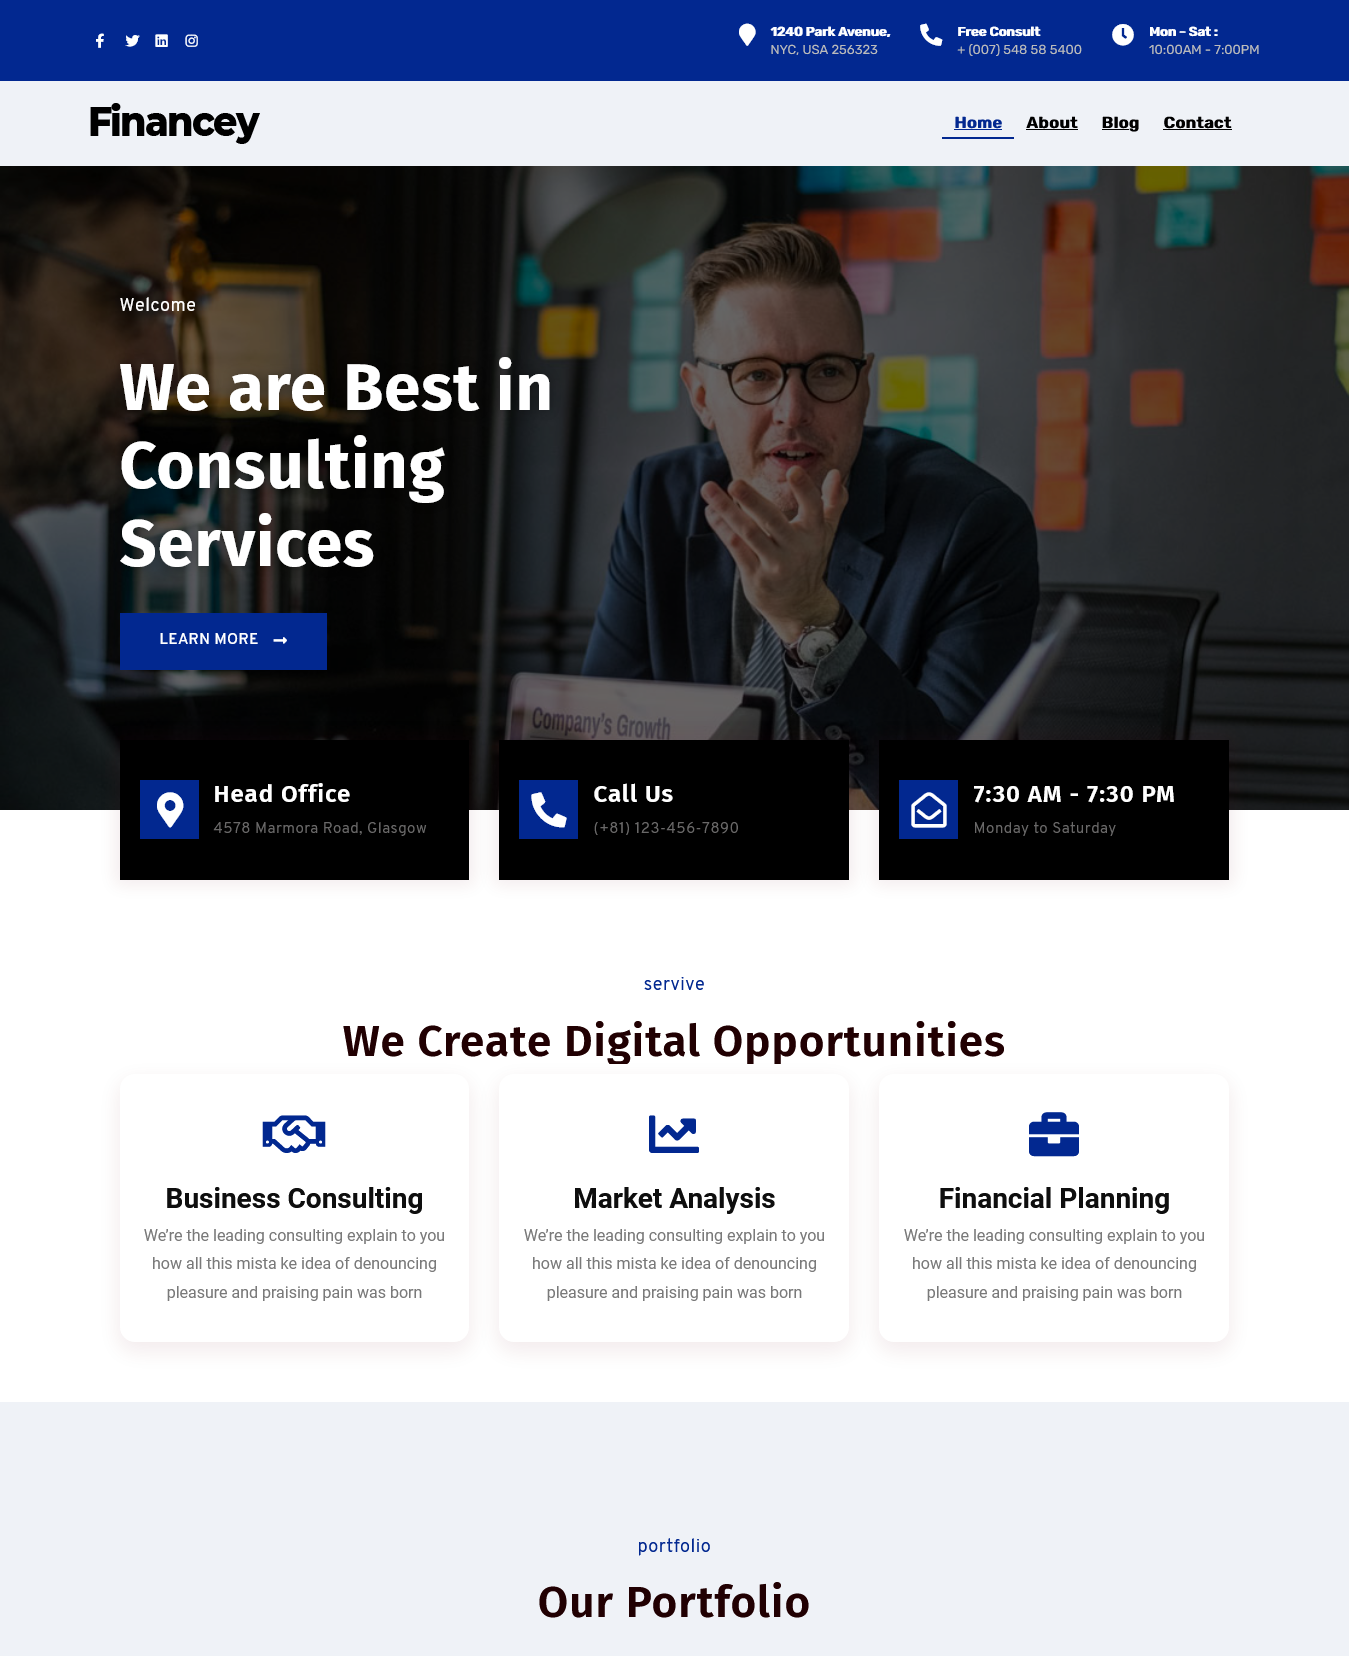 1240 Park Avenue,
NYC, USA 256323
Free Consult
+ (007) 548 58 5400
Mon – Sat :
10:00AM - 7:00PM
Financey
Home About Blog Contact
Welcome
We are Best in
Consulting
Services
LEARN MORE
Company's Growth
Head Office
4578 Marmora Road, Glasgow
Call Us
(+81) 123-456-7890
7:30 AM - 7:30 PM
Monday to Saturday
servive
We Create Digital Opportunities
Business Consulting
We’re the leading consulting explain to you
how all this mista ke idea of denouncing
pleasure and praising pain was born
Market Analysis
We’re the leading consulting explain to you
how all this mista ke idea of denouncing
pleasure and praising pain was born
Financial Planning
We’re the leading consulting explain to you
how all this mista ke idea of denouncing
pleasure and praising pain was born
portfolio
Our Portfolio